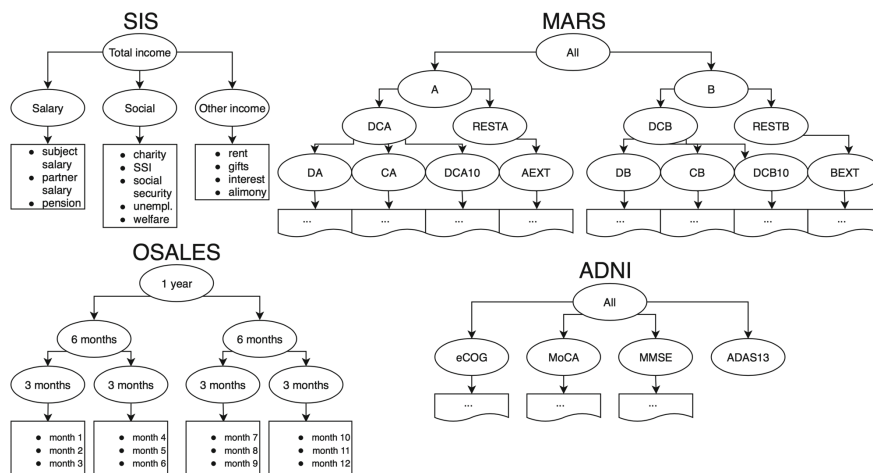 SIS
Total income
Salary
Social
Other income
• subject
salary
• partner
salary
• pension
• charity
• SSI
• social
security
• unempl.
• welfare
• rent
• gifts
• interest
• alimony
MARS
All
A
B
DCA
RESTA
DCB
RESTB
DA
CA
DCA10
AEXT
DB
CB
DCB10
BEXT
...
...
...
...
...
...
...
...
OSALES
1 year
6 months
6 months
3 months
3 months
3 months
3 months
• month 1
• month 2
• month 3
• month 4
• month 5
• month 6
• month 7
• month 8
• month 9
• month 10
• month 11
• month 12
ADNI
All
eCOG
MoCA
MMSE
ADAS13
...
...
...